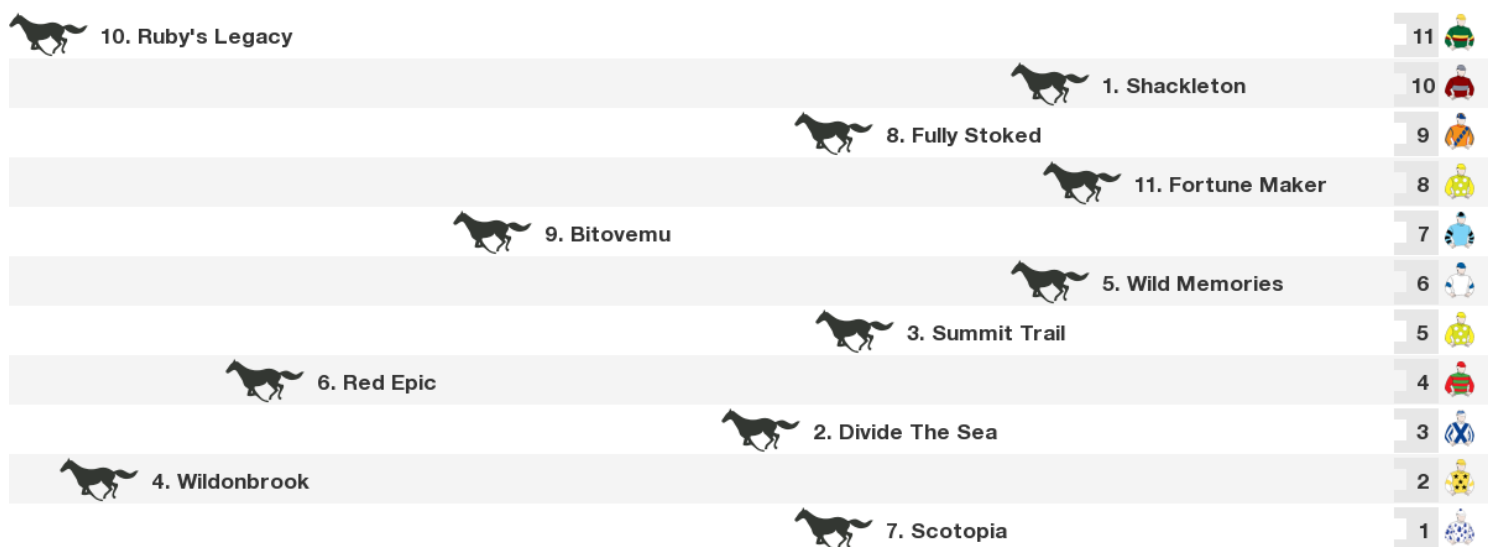 10. Ruby's Legacy 11
1. Shackleton 10
8. Fully Stoked 9
11. Fortune Maker 8
9. Bitovemu 7
5. Wild Memories 6
3. Summit Trail 5
6. Red Epic 4
2. Divide The Sea 3
4. Wildonbrook 2
7. Scotopia 1